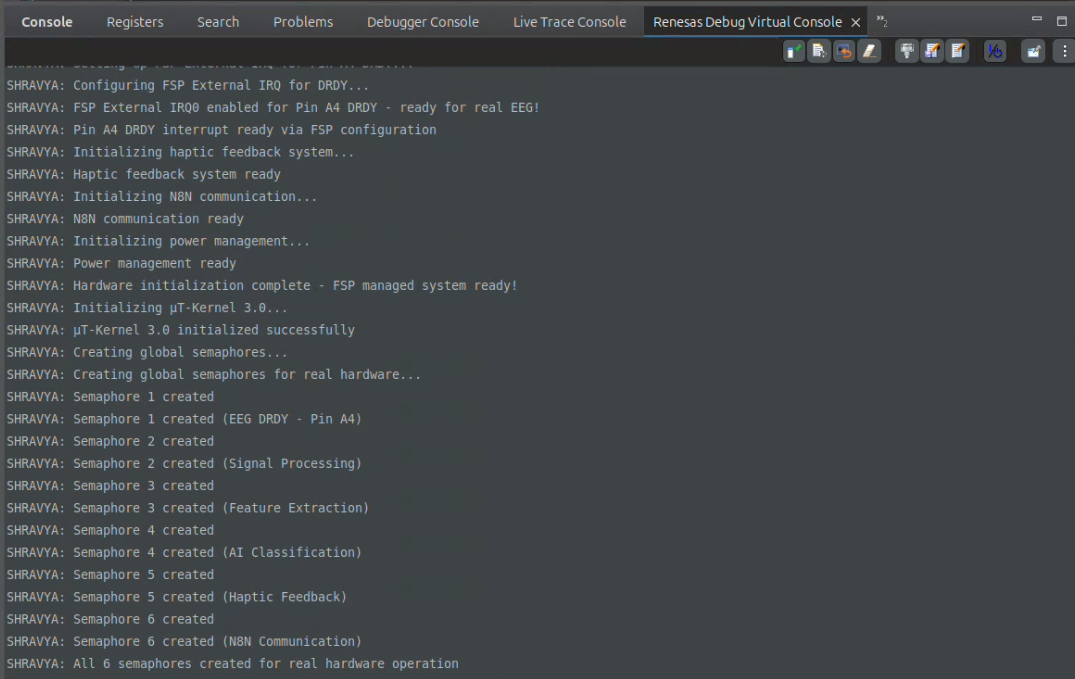 Console Registers Search Problems Debugger Console Live Trace Console Renesas Debug Virtual Console
2
SHRAVYA: Configuring FSP External IRQ for DRDY...
SHRAVYA: FSP External IRQ0 enabled for Pin A4 DRDY - ready for real EEG!
SHRAVYA: Pin A4 DRDY interrupt ready via FSP configuration
SHRAVYA: Initializing haptic feedback system...
SHRAVYA: Haptic feedback system ready
SHRAVYA: Initializing N8N communication...
SHRAVYA: N8N communication ready
SHRAVYA: Initializing power management...
SHRAVYA: Power management ready
SHRAVYA: Hardware initialization complete - FSP managed system ready!
SHRAVYA: Initializing µT-Kernel 3.0...
SHRAVYA: µT-Kernel 3.0 initialized successfully
SHRAVYA: Creating global semaphores...
SHRAVYA: Creating global semaphores for real hardware...
SHRAVYA: Semaphore 1 created
SHRAVYA: Semaphore 1 created (EEG DRDY - Pin A4)
SHRAVYA: Semaphore 2 created
SHRAVYA: Semaphore 2 created (Signal Processing)
SHRAVYA: Semaphore 3 created
SHRAVYA: Semaphore 3 created (Feature Extraction)
SHRAVYA: Semaphore 4 created
SHRAVYA: Semaphore 4 created (AI Classification)
SHRAVYA: Semaphore 5 created
SHRAVYA: Semaphore 5 created (Haptic Feedback)
SHRAVYA: Semaphore 6 created
SHRAVYA: Semaphore 6 created (N8N Communication)
SHRAVYA: All 6 semaphores created for real hardware operation